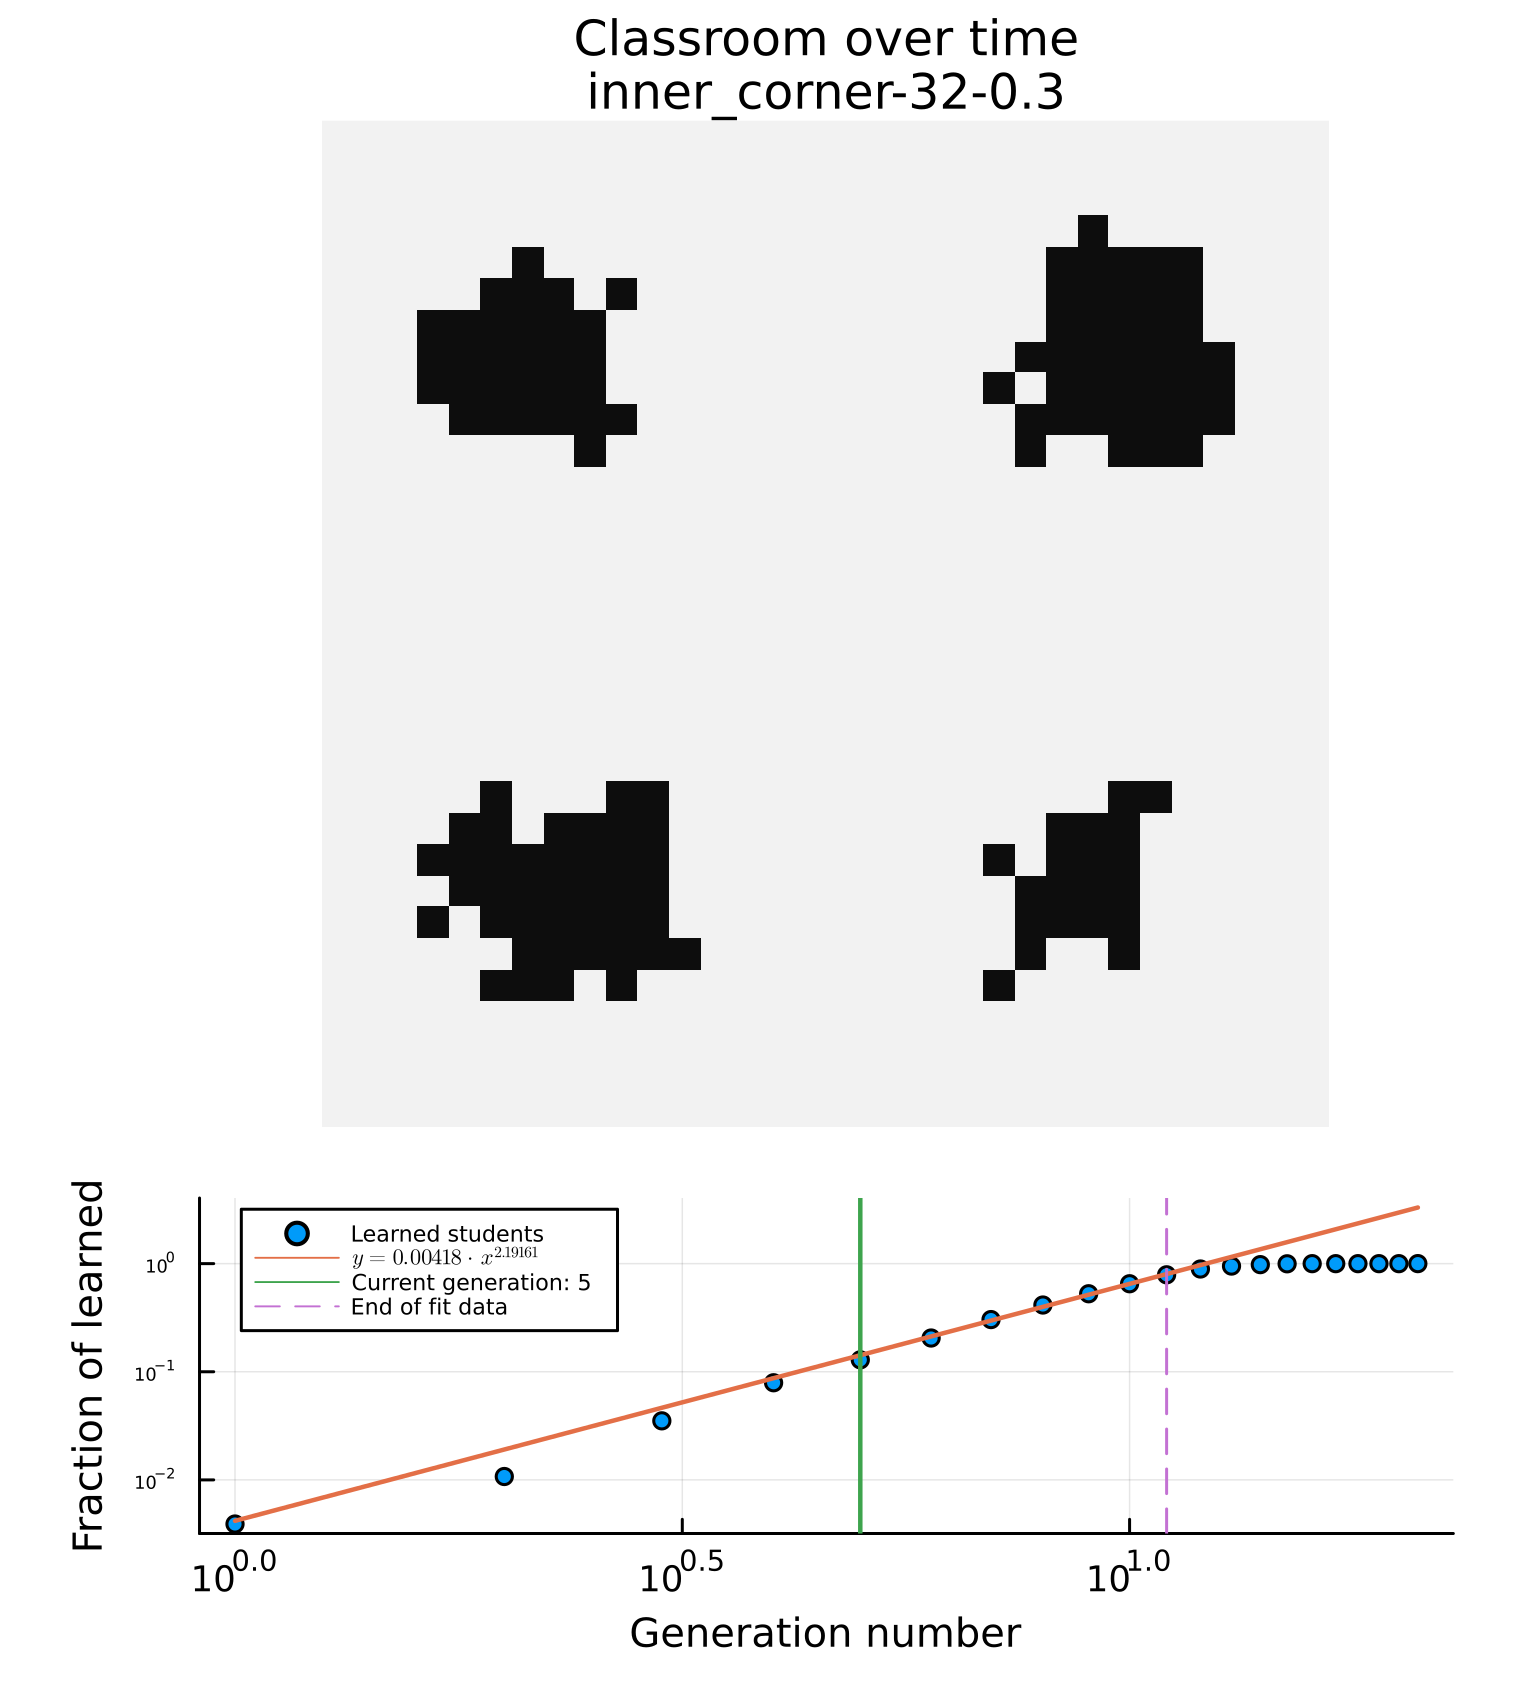 Classroom over time
inner_corner-32-0.3
Fraction of learned
10⁰
10⁻¹
10⁻²
Learned students
y = 0.00418 · x^2.19161
Current generation: 5
End of fit data
10^0.0
10^0.5
10^1.0
Generation number